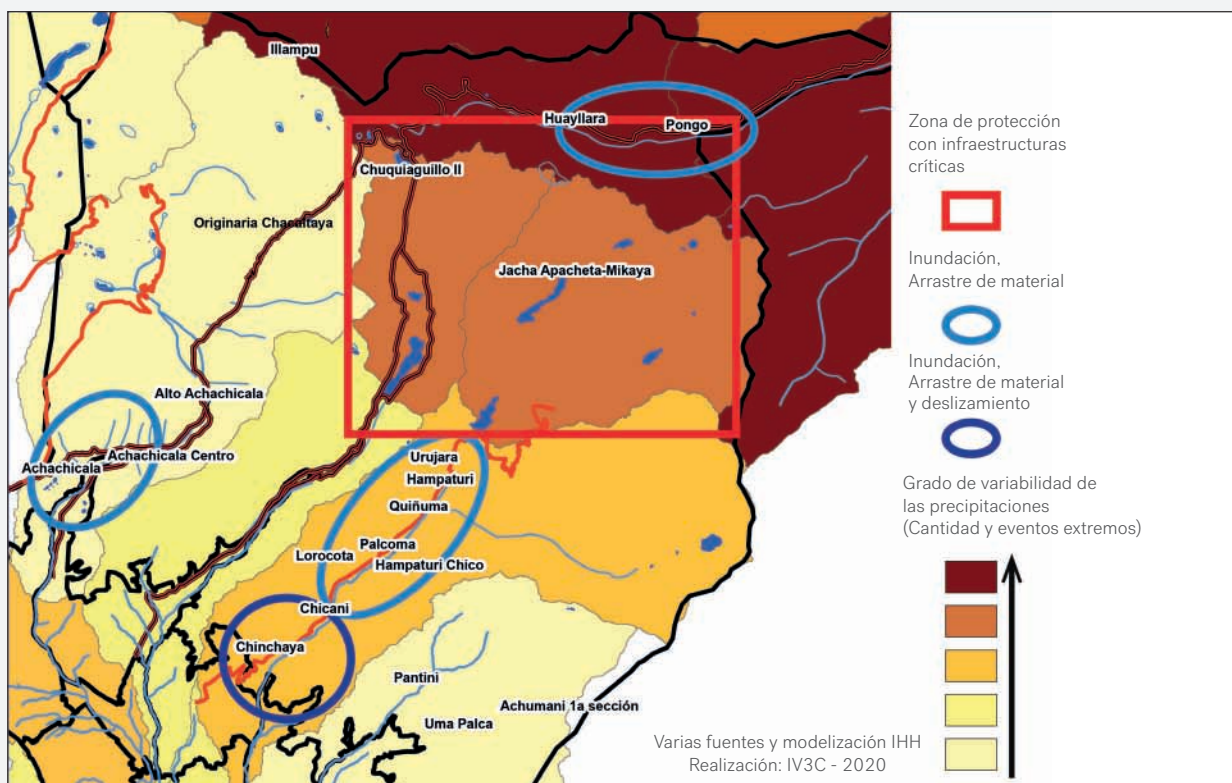 Illampu
Huayllara
Pongo
Chuquiaguillo II
Originaria Chacaltaya
Jacha Apacheta-Mikaya
Alto Achachicala
Achachicala Centro
Achachicala
Urujara
Hampaturi
Quiñuma
Palcoma
Lorocota
Hampaturi Chico
Chicani
Chinchaya
Pantini
Achumani 1a sección
Uma Palca
Zona de protección
con infraestructuras
críticas
Inundación,
Arrastre de material
Inundación,
Arrastre de material
y deslizamiento
Grado de variabilidad de
las precipitaciones
(Cantidad y eventos extremos)
Varias fuentes y modelización IHH
Realización: IV3C - 2020